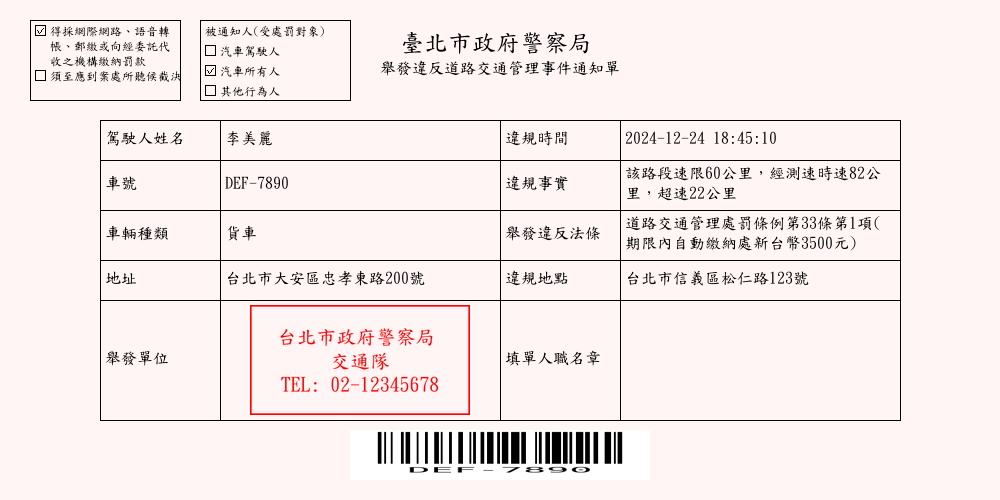 ☑ 得採網際網路、語音轉
帳、郵繳或向經委託代
收之機構繳納罰款
☐ 須至應到案處所聽候裁決
被通知人(受處罰對象)
☐ 汽車駕駛人
☑ 汽車所有人
☐ 其他行為人
臺北市政府警察局
舉發違反道路交通管理事件通知單
駕駛人姓名 李美麗 違規時間 2024-12-24 18:45:10
車號 DEF-7890 違規事實 該路段速限60公里，經測速時速82公
里，超速22公里
車輛種類 貨車 舉發違反法條 道路交通管理處罰條例第33條第1項(
期限內自動繳納處新台幣3500元)
地址 台北市大安區忠孝東路200號 違規地點 台北市信義區松仁路123號
舉發單位
台北市政府警察局
交通隊
TEL: 02-12345678
填單人職名章
DEF-7890